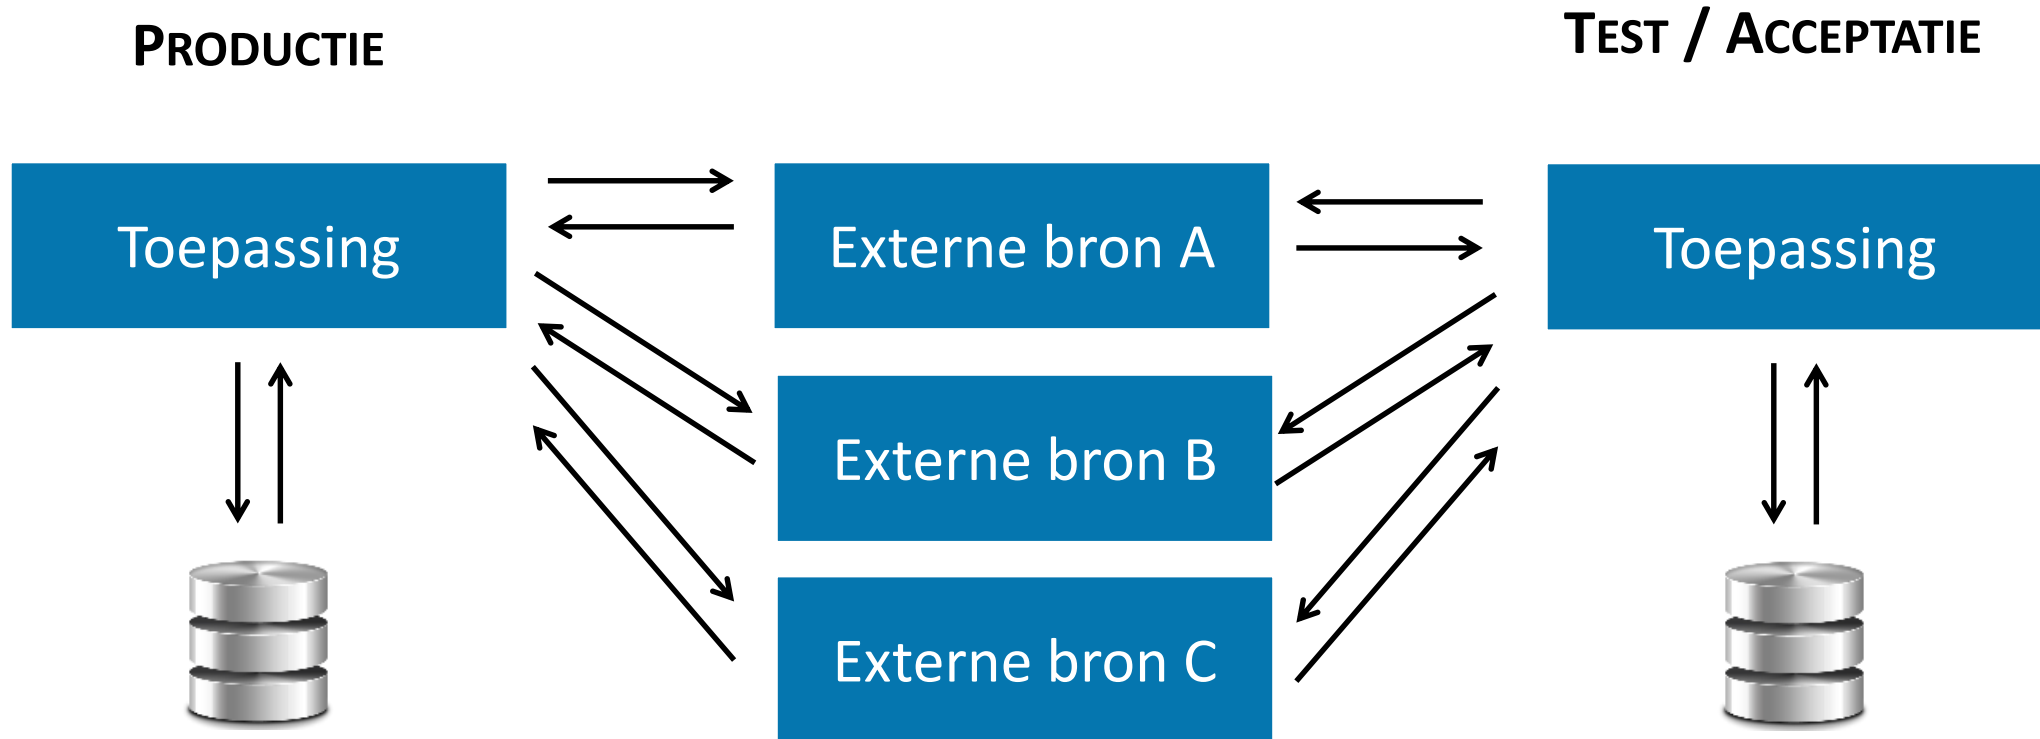 PRODUCTIE
TEST / ACCEPTATIE
Toepassing
Externe bron A
Toepassing
Externe bron B
Externe bron C